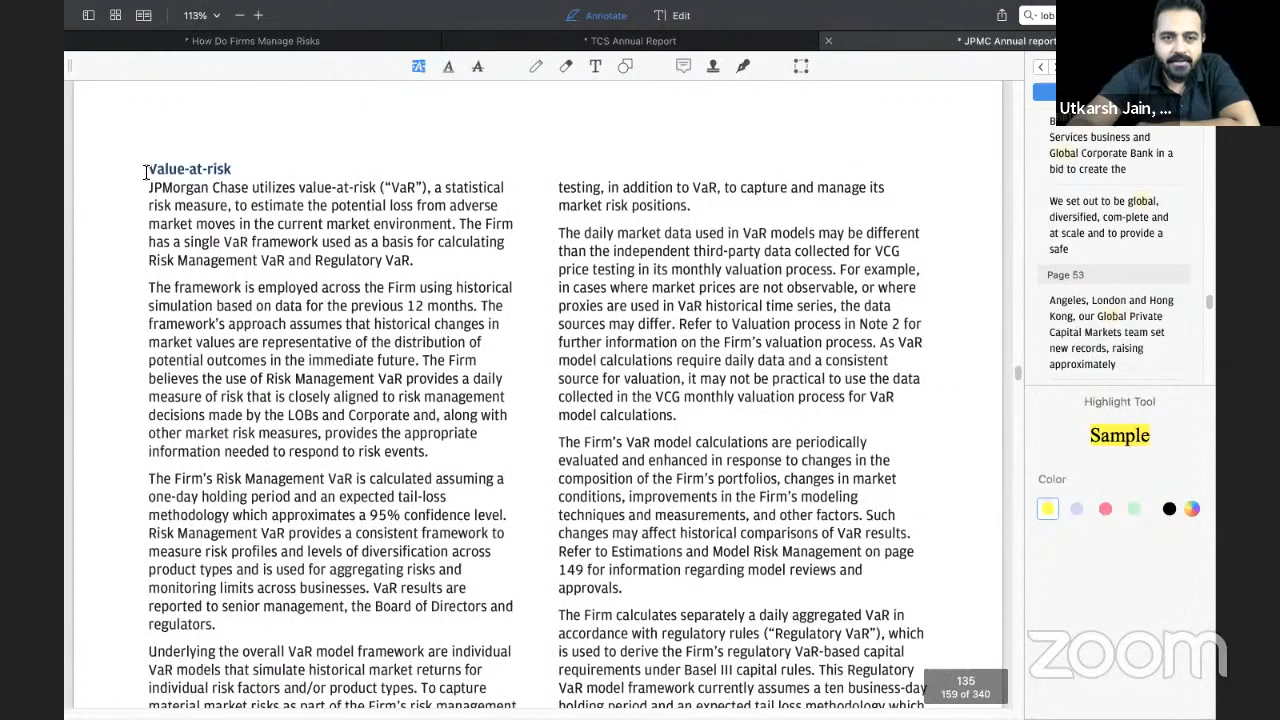 113%
Annotate
Edit
lob
* How Do Firms Manage Risks
* TCS Annual Report
* JPMC Annual report
Utkarsh Jain, ...
Value-at-risk
JPMorgan Chase utilizes value-at-risk (“VaR”), a statistical
risk measure, to estimate the potential loss from adverse
market moves in the current market environment. The Firm
has a single VaR framework used as a basis for calculating
Risk Management VaR and Regulatory VaR.
The framework is employed across the Firm using historical
simulation based on data for the previous 12 months. The
framework’s approach assumes that historical changes in
market values are representative of the distribution of
potential outcomes in the immediate future. The Firm
believes the use of Risk Management VaR provides a daily
measure of risk that is closely aligned to risk management
decisions made by the LOBs and Corporate and, along with
other market risk measures, provides the appropriate
information needed to respond to risk events.
The Firm’s Risk Management VaR is calculated assuming a
one-day holding period and an expected tail-loss
methodology which approximates a 95% confidence level.
Risk Management VaR provides a consistent framework to
measure risk profiles and levels of diversification across
product types and is used for aggregating risks and
monitoring limits across businesses. VaR results are
reported to senior management, the Board of Directors and
regulators.
Underlying the overall VaR model framework are individual
VaR models that simulate historical market returns for
individual risk factors and/or product types. To capture
material market risks as part of the Firm’s risk management
testing, in addition to VaR, to capture and manage its
market risk positions.
The daily market data used in VaR models may be different
than the independent third-party data collected for VCG
price testing in its monthly valuation process. For example,
in cases where market prices are not observable, or where
proxies are used in VaR historical time series, the data
sources may differ. Refer to Valuation process in Note 2 for
further information on the Firm’s valuation process. As VaR
model calculations require daily data and a consistent
source for valuation, it may not be practical to use the data
collected in the VCG monthly valuation process for VaR
model calculations.
The Firm’s VaR model calculations are periodically
evaluated and enhanced in response to changes in the
composition of the Firm’s portfolios, changes in market
conditions, improvements in the Firm’s modeling
techniques and measurements, and other factors. Such
changes may affect historical comparisons of VaR results.
Refer to Estimations and Model Risk Management on page
149 for information regarding model reviews and
approvals.
The Firm calculates separately a daily aggregated VaR in
accordance with regulatory rules (“Regulatory VaR”), which
is used to derive the Firm’s regulatory VaR-based capital
requirements under Basel III capital rules. This Regulatory
VaR model framework currently assumes a ten business-day
holding period and an expected tail loss methodology which
135
159 of 340
Services business and
Global Corporate Bank in a
bid to create the
We set out to be global,
diversified, com-plete and
at scale and to provide a
safe
Page 53
Angeles, London and Hong
Kong, our Global Private
Capital Markets team set
new records, raising
approximately
Highlight Tool
Sample
Color
zoom